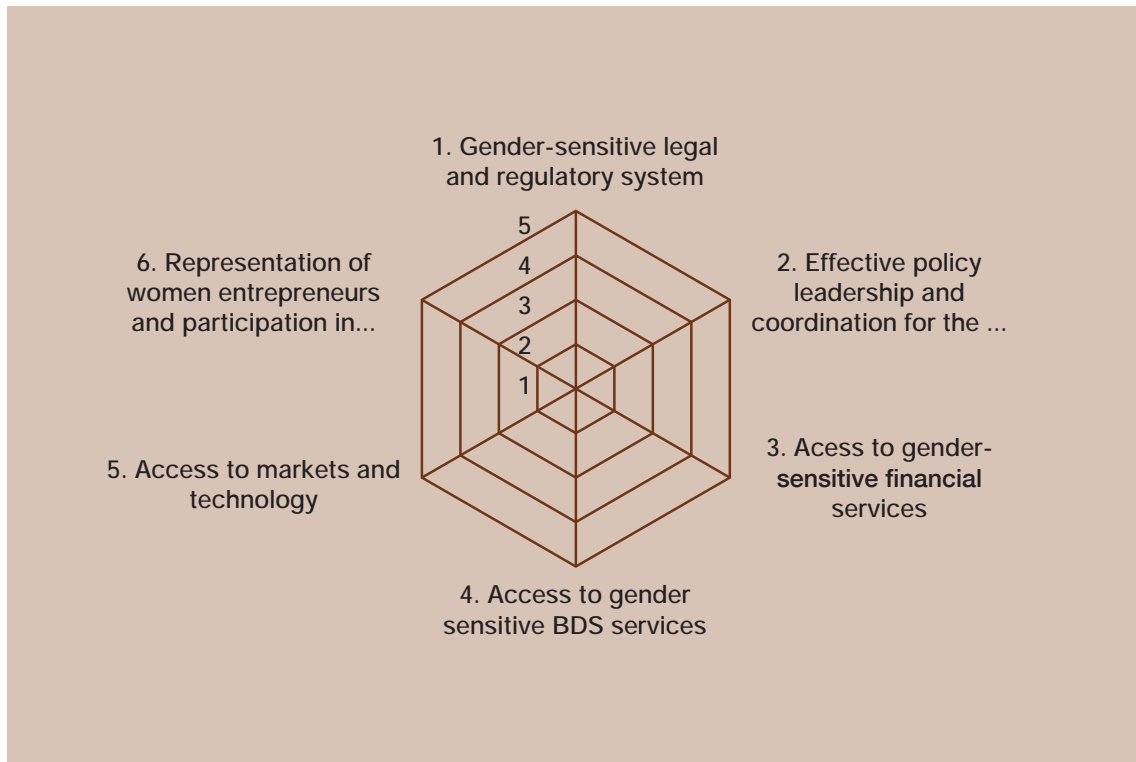 1. Gender-sensitive legal
and regulatory system
5
4
3
2
1
2. Effective policy
leadership and
coordination for the ...
3. Acess to gender-
sensitive financial
services
4. Access to gender
sensitive BDS services
5. Access to markets and
technology
6. Representation of
women entrepreneurs
and participation in...